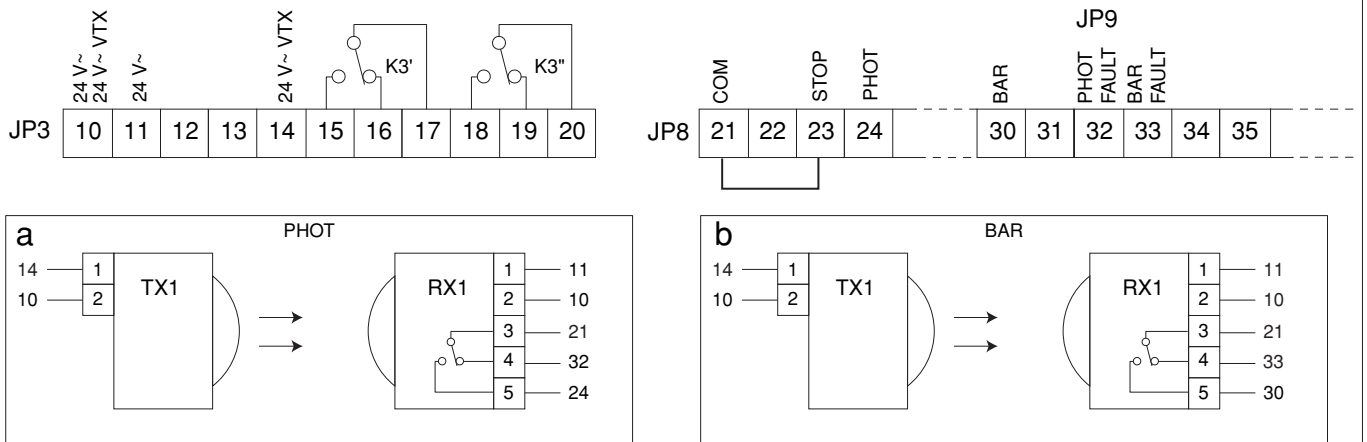 JP9
24 V~
24 V~ VTX
24 V~
24 V~ VTX
K3'
K3"
COM
STOP
PHOT
BAR
PHOT FAULT
BAR FAULT
JP3 10 11 12 13 14 15 16 17 18 19 20
JP8 21 22 23 24 30 31 32 33 34 35
a PHOT
14 1 TX1 RX1 1 11
10 2 2 10
3 21
4 32
5 24
b BAR
14 1 TX1 RX1 1 11
10 2 2 10
3 21
4 33
5 30